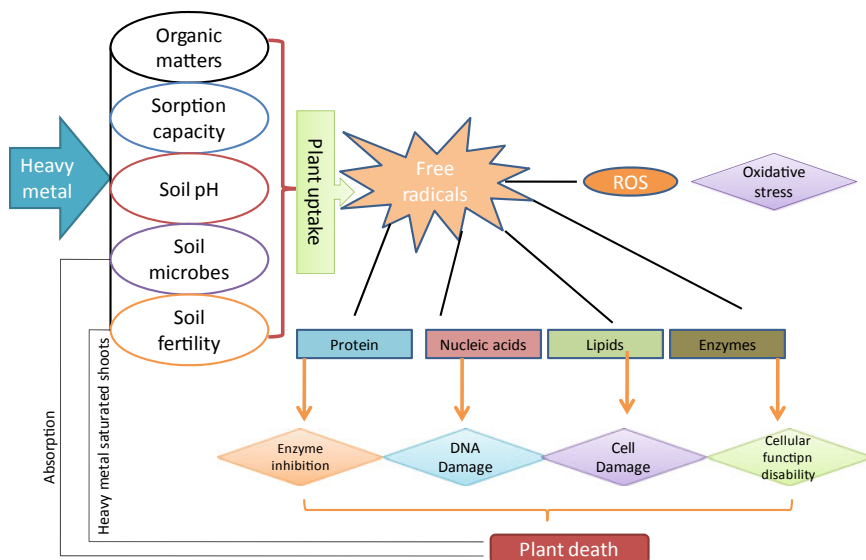 Heavy
metal
Organic
matters
Sorption
capacity
Soil pH
Soil
microbes
Soil
fertility
Plant uptake
Free
radicals
ROS
Oxidative
stress
Protein
Nucleic acids
Lipids
Enzymes
Enzyme
inhibition
DNA
Damage
Cell
Damage
Cellular
functipn
disability
Absorption
Heavy metal saturated shoots
Plant death